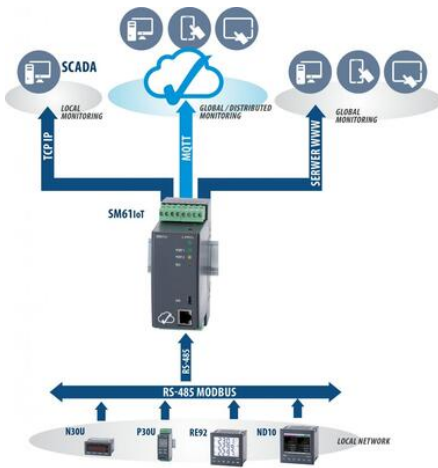 SCADA
LOCAL
MONITORING
GLOBAL / DISTRIBUTED
MONITORING
GLOBAL
MONITORING
TCP IP
MQTT
SERWER WWW
SM61IoT
RS-485
RS-485 MODBUS
N30U
P30U
RE92
ND10
LOCAL NETWORK